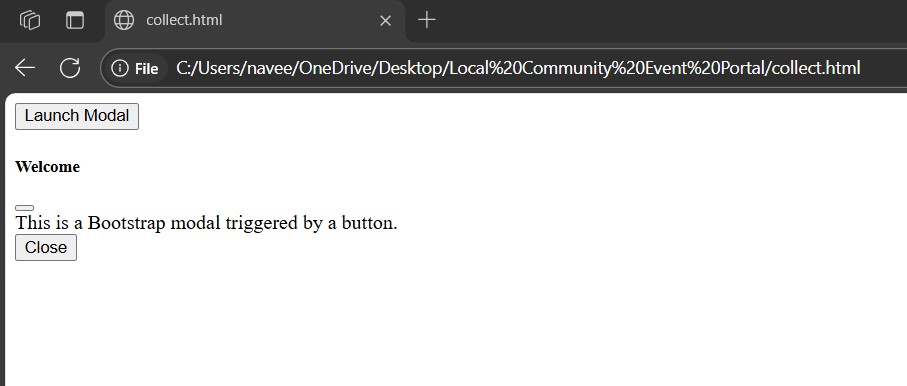 collect.html
File C:/Users/navee/OneDrive/Desktop/Local%20Community%20Event%20Portal/collect.html
Launch Modal
Welcome
This is a Bootstrap modal triggered by a button.
Close